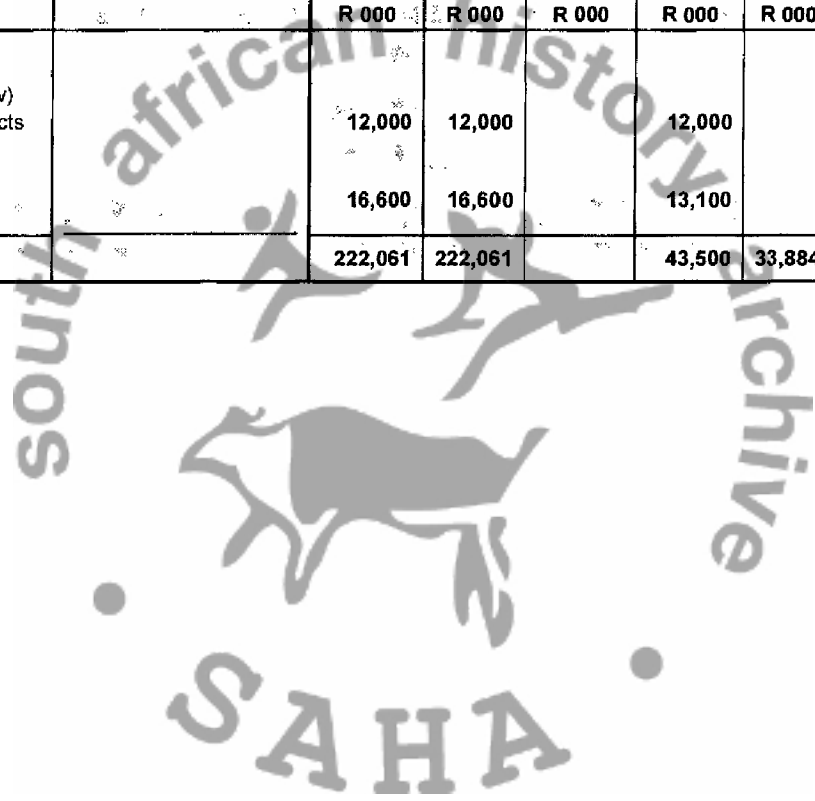 R 000 R 000 R 000 R 000 R 000
cts 12,000 12,000 12,000
16,600 16,600 13,100
222,061 222,061 43,500 33,884
south african history archive
SAHA